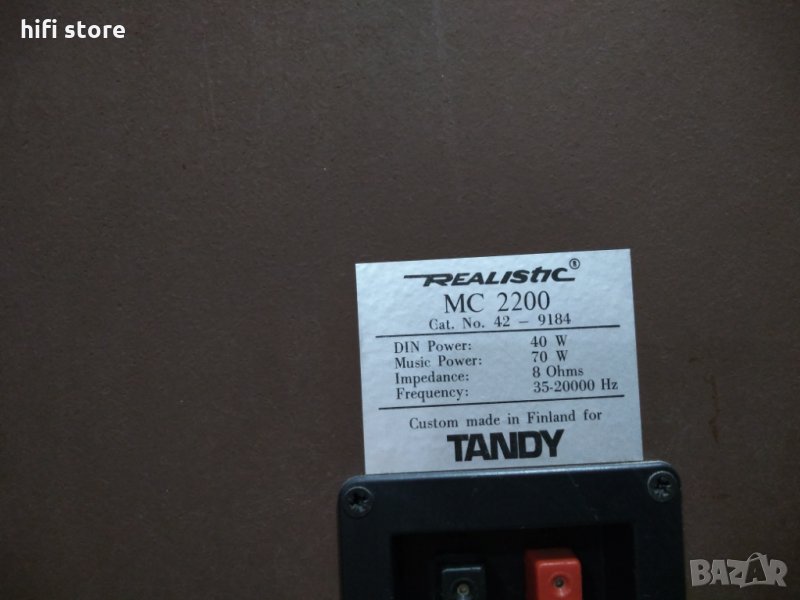 hifi store
REALISTIC®
MC 2200
Cat. No. 42 - 9184
DIN Power: 40 W
Music Power: 70 W
Impedance: 8 Ohms
Frequency: 35-20000 Hz
Custom made in Finland for
TANDY
BAZAR